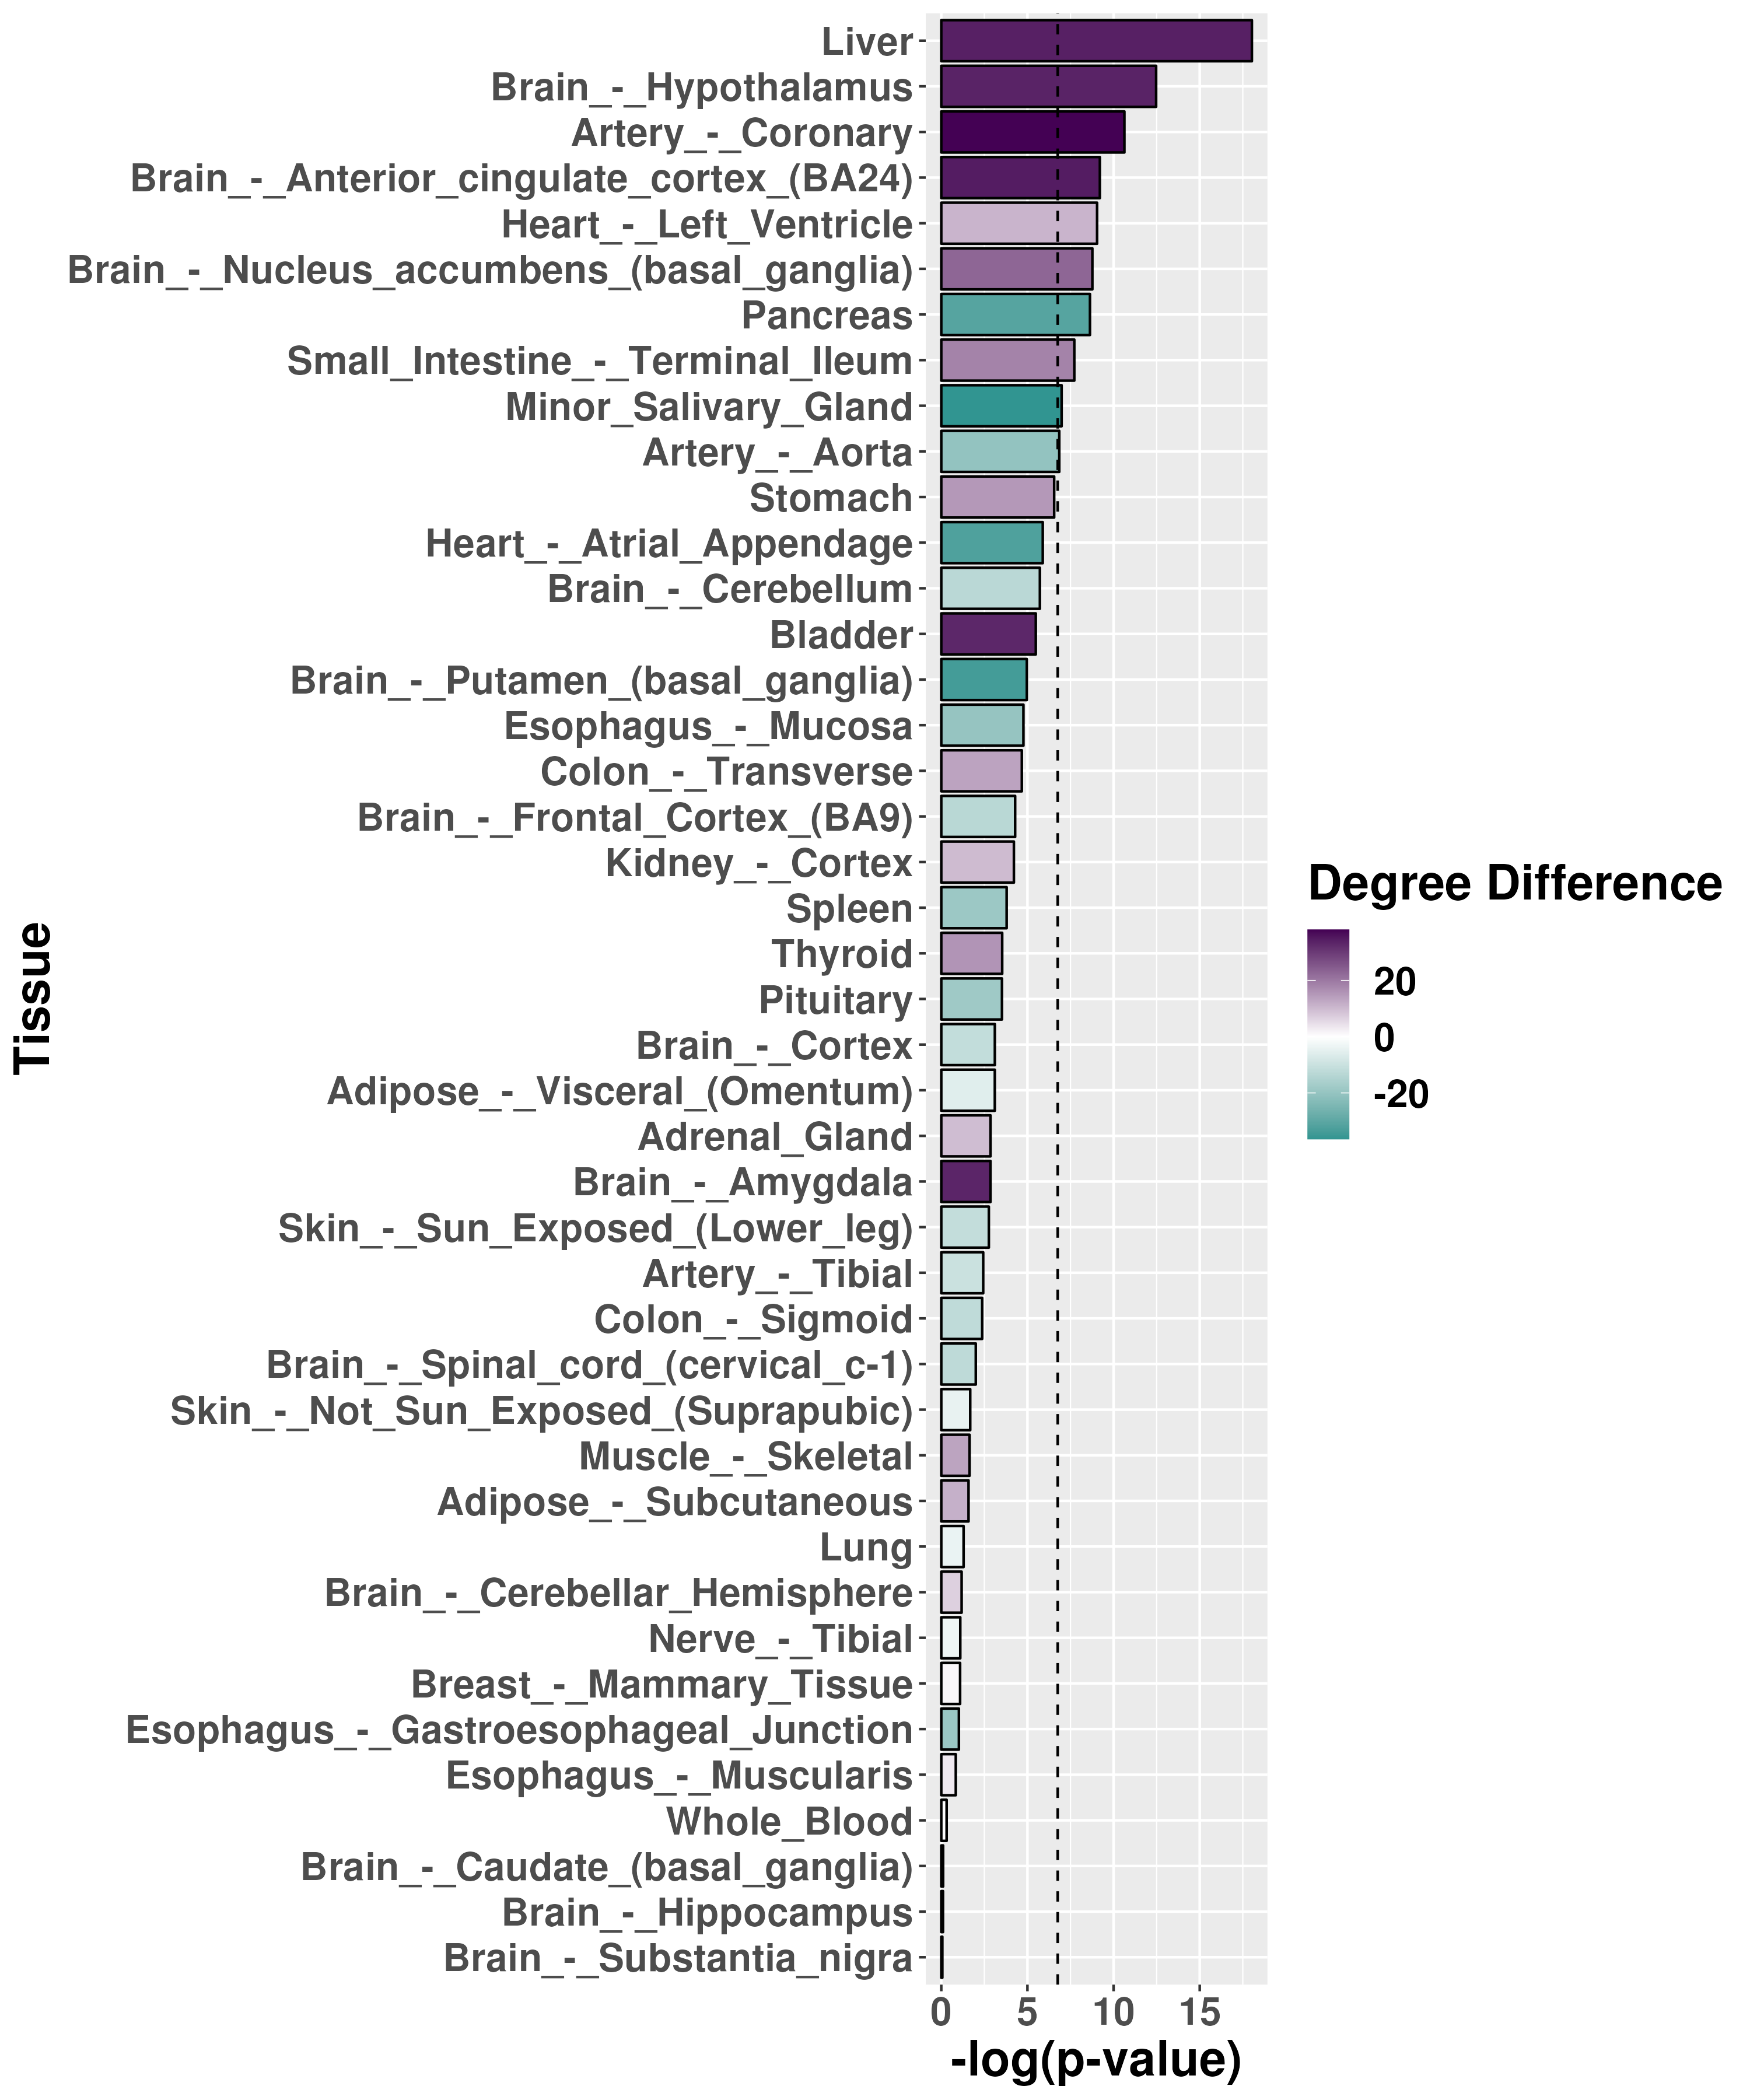 Liver
Brain_-_Hypothalamus
Artery_-_Coronary
Brain_-_Anterior_cingulate_cortex_(BA24)
Heart_-_Left_Ventricle
Brain_-_Nucleus_accumbens_(basal_ganglia)
Pancreas
Small_Intestine_-_Terminal_Ileum
Minor_Salivary_Gland
Artery_-_Aorta
Stomach
Heart_-_Atrial_Appendage
Brain_-_Cerebellum
Bladder
Brain_-_Putamen_(basal_ganglia)
Esophagus_-_Mucosa
Colon_-_Transverse
Brain_-_Frontal_Cortex_(BA9)
Kidney_-_Cortex
Spleen
Thyroid
Pituitary
Brain_-_Cortex
Adipose_-_Visceral_(Omentum)
Adrenal_Gland
Brain_-_Amygdala
Skin_-_Sun_Exposed_(Lower_leg)
Artery_-_Tibial
Colon_-_Sigmoid
Brain_-_Spinal_cord_(cervical_c-1)
Skin_-_Not_Sun_Exposed_(Suprapubic)
Muscle_-_Skeletal
Adipose_-_Subcutaneous
Lung
Brain_-_Cerebellar_Hemisphere
Nerve_-_Tibial
Breast_-_Mammary_Tissue
Esophagus_-_Gastroesophageal_Junction
Esophagus_-_Muscularis
Whole_Blood
Brain_-_Caudate_(basal_ganglia)
Brain_-_Hippocampus
Brain_-_Substantia_nigra
Tissue
0 5 10 15
-log(p-value)
Degree Difference
20
0
-20